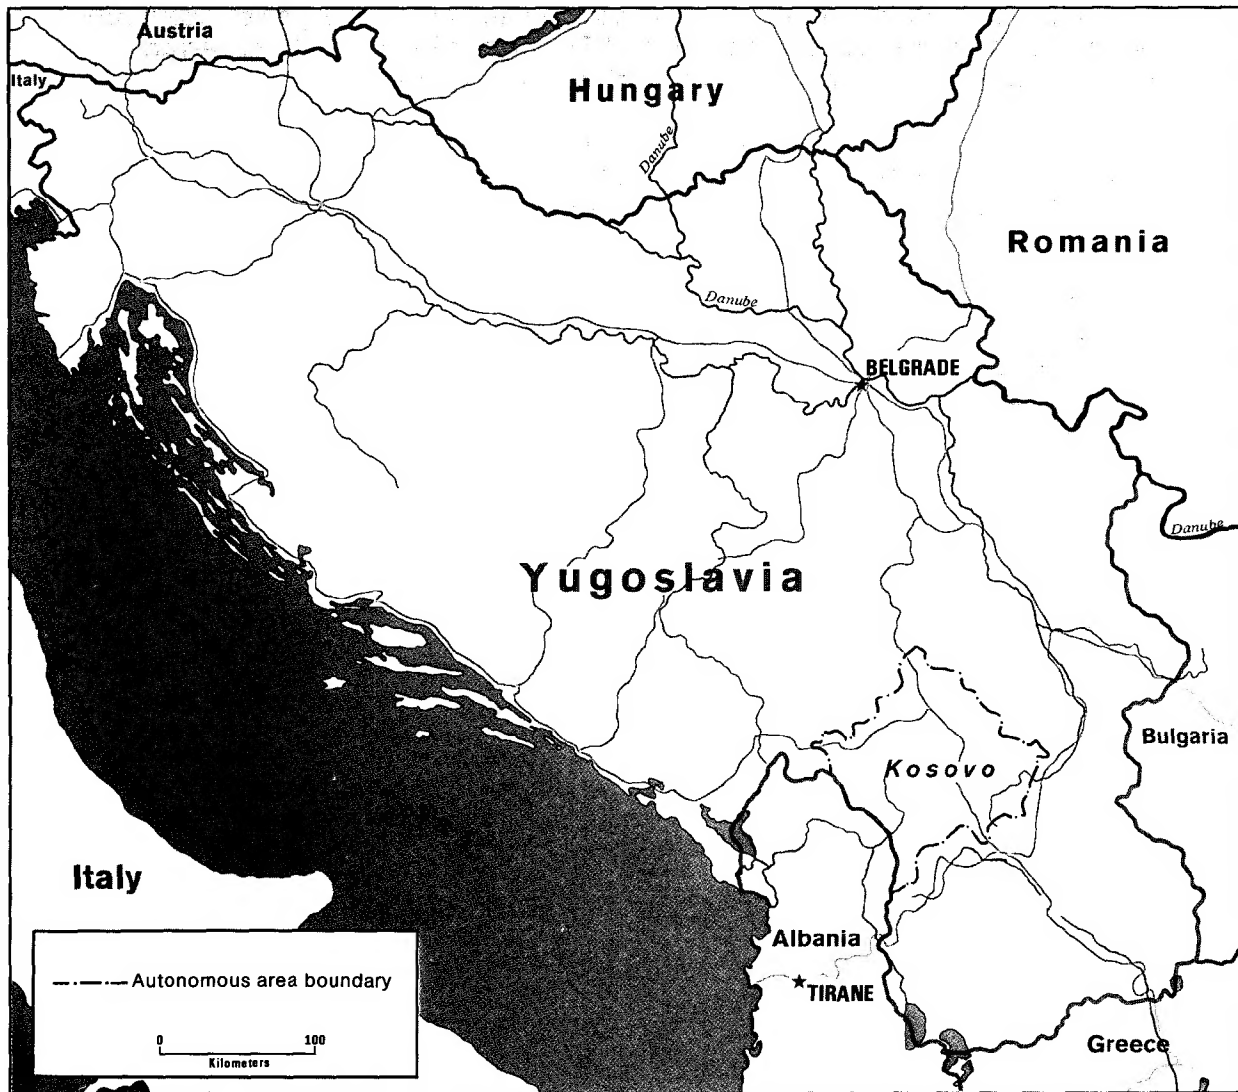 Austria
Italy
Hungary
Danube
Romania
Danube
BELGRADE
Danube
Yugoslavia
Bulgaria
Kosovo
Italy
Albania
TIRANE
Greece
Autonomous area boundary
0 100
Kilometers